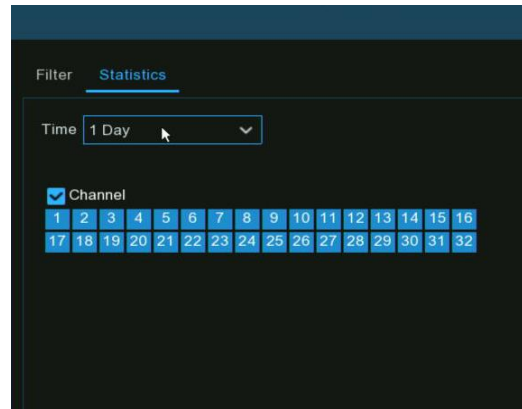 Filter Statistics
Time 1 Day
Channel
1 2 3 4 5 6 7 8 9 10 11 12 13 14 15 16
17 18 19 20 21 22 23 24 25 26 27 28 29 30 31 32